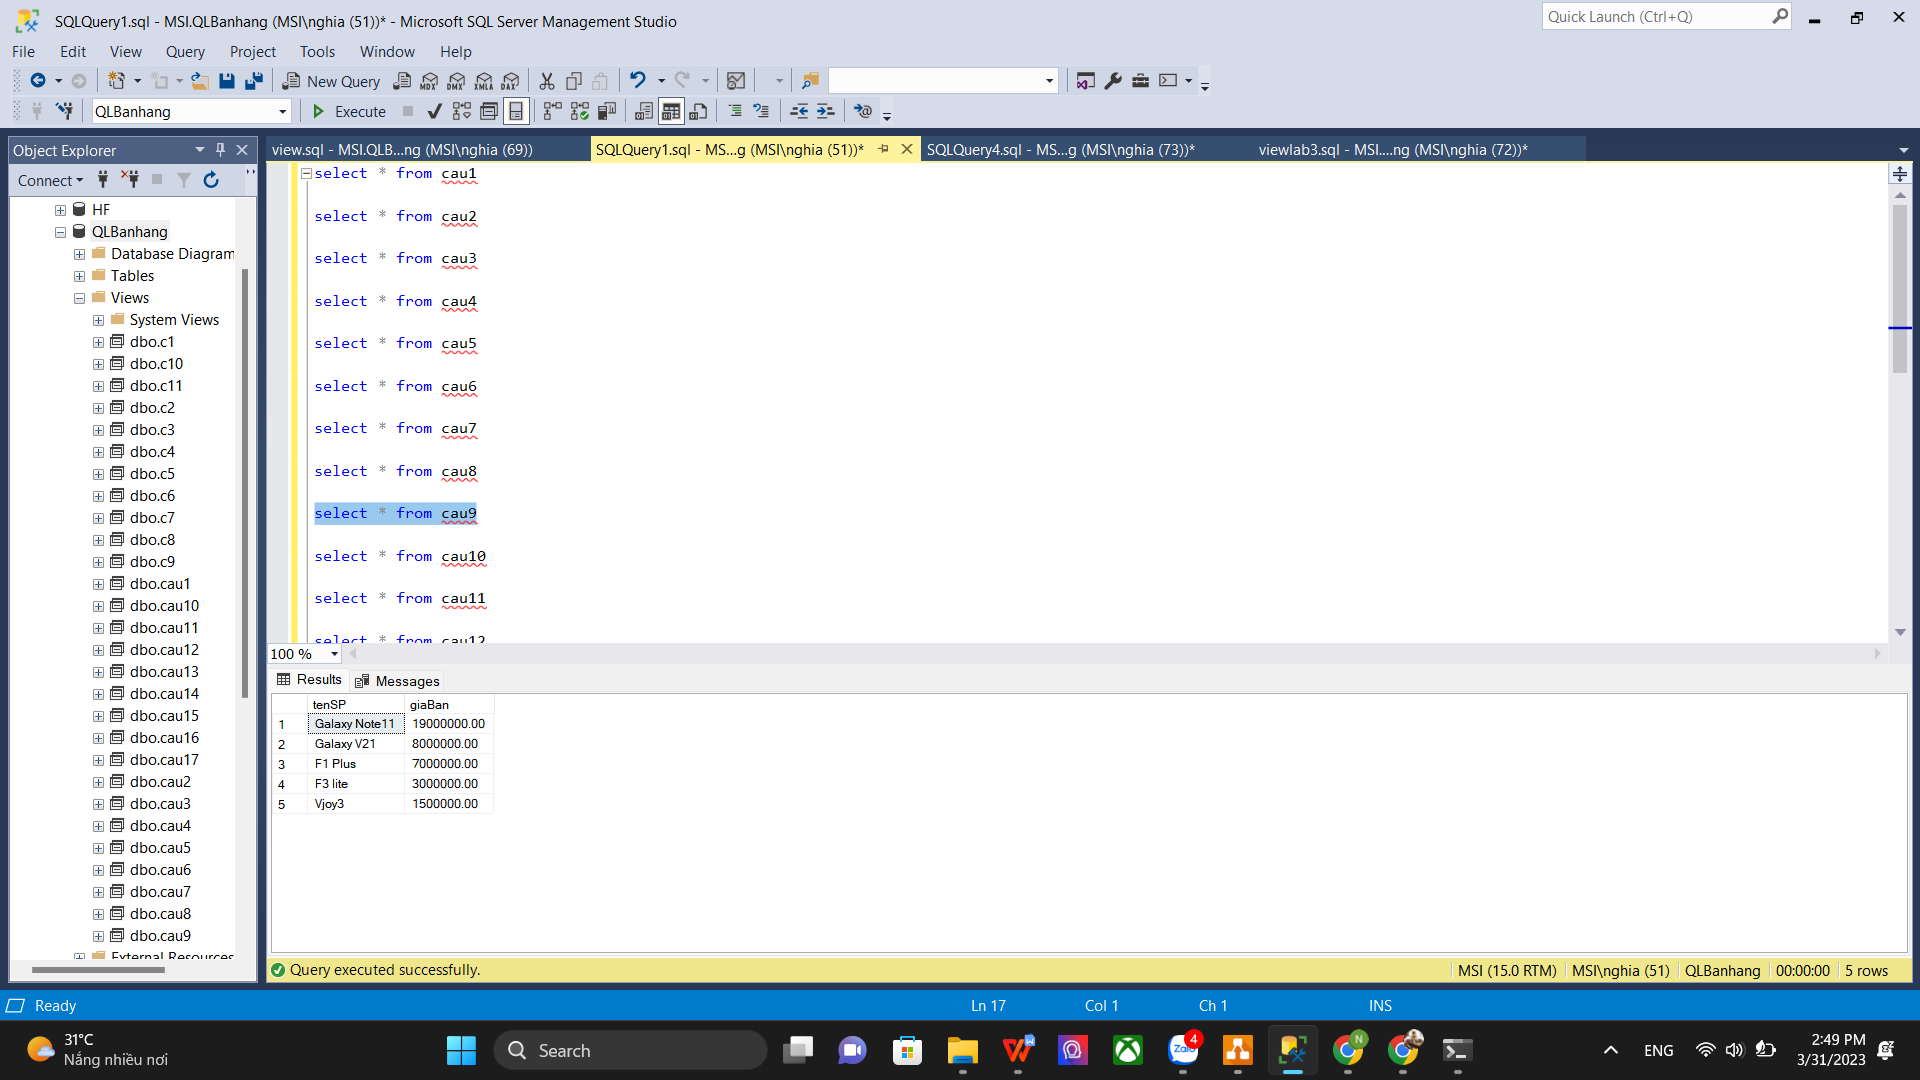 SQLQuery1.sql - MSI.QLBanhang (MSI\nghia (51))* - Microsoft SQL Server Management Studio
Quick Launch (Ctrl+Q)
File Edit View Query Project Tools Window Help
New Query MDX DMX XMLA DAX
QLBanhang Execute
Object Explorer
view.sql - MSI.QLB...ng (MSI\nghia (69))
SQLQuery1.sql - MS...g (MSI\nghia (51))*
SQLQuery4.sql - MS...g (MSI\nghia (73))*
viewlab3.sql - MSI....ng (MSI\nghia (72))*
Connect
HF
QLBanhang
Database Diagram
Tables
Views
System Views
dbo.c1
dbo.c10
dbo.c11
dbo.c2
dbo.c3
dbo.c4
dbo.c5
dbo.c6
dbo.c7
dbo.c8
dbo.c9
dbo.cau1
dbo.cau10
dbo.cau11
dbo.cau12
dbo.cau13
dbo.cau14
dbo.cau15
dbo.cau16
dbo.cau17
dbo.cau2
dbo.cau3
dbo.cau4
dbo.cau5
dbo.cau6
dbo.cau7
dbo.cau8
dbo.cau9
External Resources
select * from cau1
select * from cau2
select * from cau3
select * from cau4
select * from cau5
select * from cau6
select * from cau7
select * from cau8
select * from cau9
select * from cau10
select * from cau11
select * from cau12
100 %
Results Messages
tenSP giaBan
1 Galaxy Note11 19000000.00
2 Galaxy V21 8000000.00
3 F1 Plus 7000000.00
4 F3 lite 3000000.00
5 Vjoy3 1500000.00
Query executed successfully.
MSI (15.0 RTM) MSI\nghia (51) QLBanhang 00:00:00 5 rows
Ready Ln 17 Col 1 Ch 1 INS
31°C
Nắng nhiều nơi
Search
Zalo
4
N
ENG
2:49 PM
3/31/2023